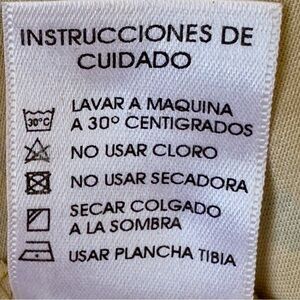 INSTRUCCIONES DE
CUIDADO
30°C
LAVAR A MAQUINA
A 30° CENTIGRADOS
NO USAR CLORO
NO USAR SECADORA
SECAR COLGADO
A LA SOMBRA
USAR PLANCHA TIBIA